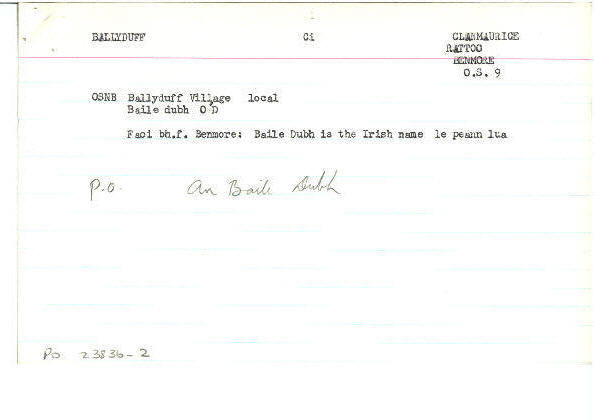 BALLYDUFF Ci CLANMAURICE
RATTOO
BENMORE
O.S. 9
OSNB Ballyduff Village local
Baile dubh O D
Faoi bh.f. Benmore: Baile Dubh is the Irish name le peann lua
P.O. An Baile Dubh
PO 23836-2